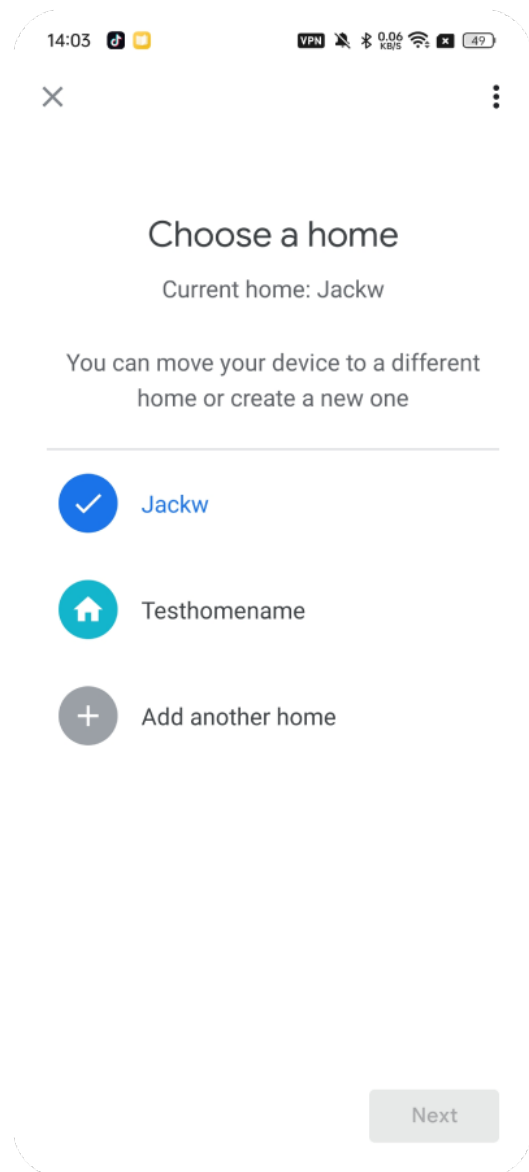 14:03 VPN 0.06 KB/S 49
Choose a home
Current home: Jackw
You can move your device to a different
home or create a new one
Jackw
Testhomename
Add another home
Next